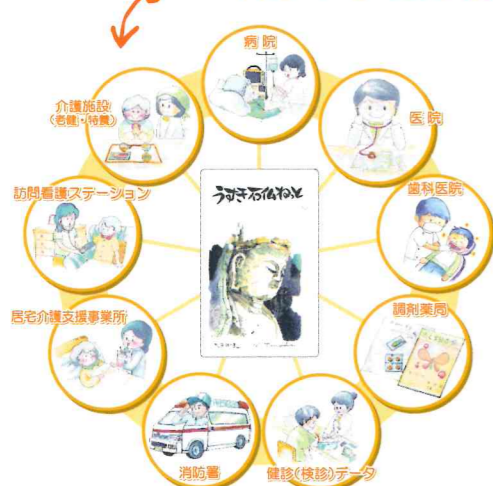 病院
医院
歯科医院
調剤薬局
健診(検診)データ
消防署
居宅介護支援事業所
訪問看護ステーション
介護施設
(老健・特養)
うすき石仏ねっと